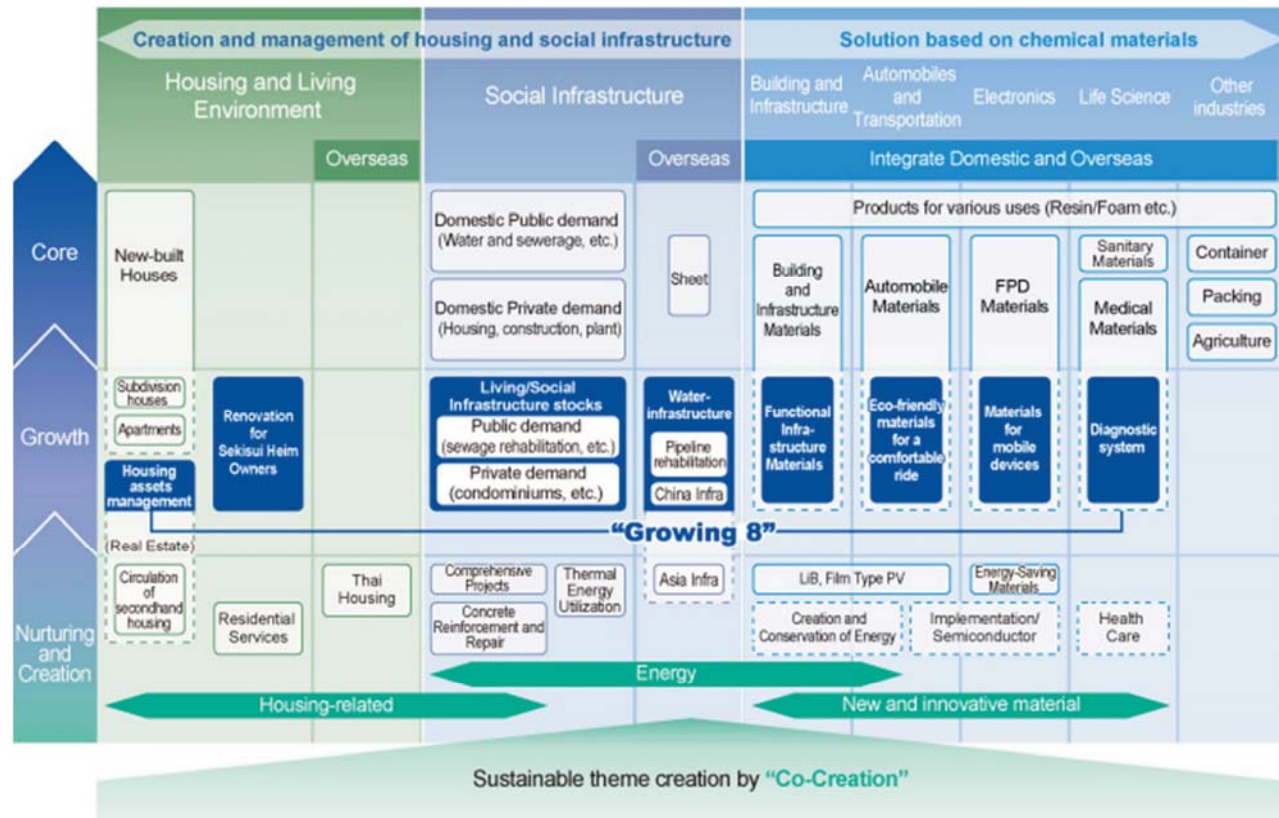 Creation and management of housing and social infrastructure
Solution based on chemical materials
Housing and Living
Environment
Social Infrastructure
Building and
Infrastructure
Automobiles
and
Transportation
Electronics
Life Science
Other
industries
Overseas
Overseas
Integrate Domestic and Overseas
Core
New-built
Houses
Domestic Public demand
(Water and sewerage, etc.)
Domestic Private demand
(Housing, construction, plant)
Sheet
Products for various uses (Resin/Foam etc.)
Building
and
Infrastructure
Materials
Automobile
Materials
FPD
Materials
Sanitary
Materials
Medical
Materials
Container
Packing
Agriculture
Growth
Subdivision
houses
Apartments
Housing
assets
management
Renovation
for
Sekisui Heim
Owners
Living/Social
Infrastructure stocks
Public demand
(sewage rehabilitation, etc.)
Private demand
(condominiums, etc.)
Water-
infrastructure
Pipeline
rehabilitation
China Infra
Functional
Infra-
structure
Materials
Eco-friendly
materials
for a
comfortable
ride
Materials
for
mobile
devices
Diagnostic
system
“Growing 8”
Nurturing
and
Creation
(Real Estate)
Circulation
of
secondhand
housing
Residential
Services
Thai
Housing
Comprehensive
Projects
Concrete
Reinforcement and
Repair
Thermal
Energy
Utilization
Asia Infra
LiB, Film Type PV
Energy-Saving
Materials
Creation and
Conservation of Energy
Implementation/
Semiconductor
Health
Care
Energy
Housing-related
New and innovative material
Sustainable theme creation by “Co-Creation”